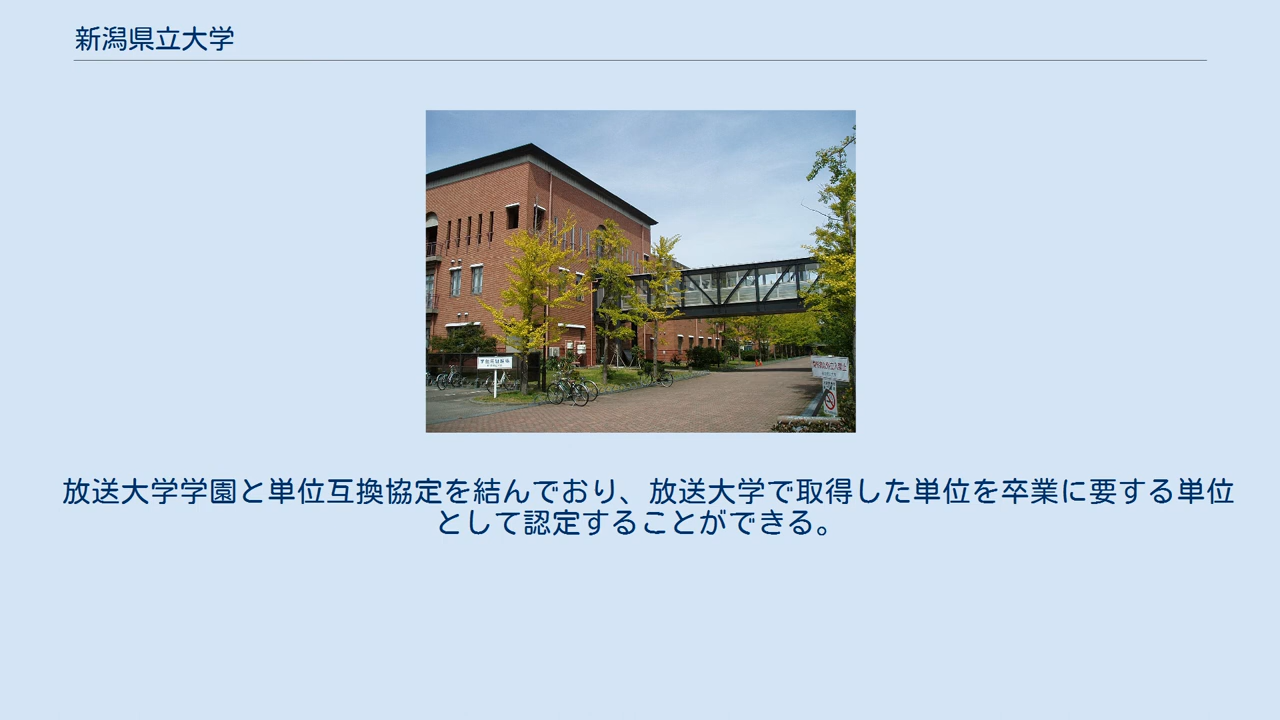 新潟県立大学
放送大学学園と単位互換協定を結んでおり、放送大学で取得した単位を卒業に要する単位
として認定することができる。